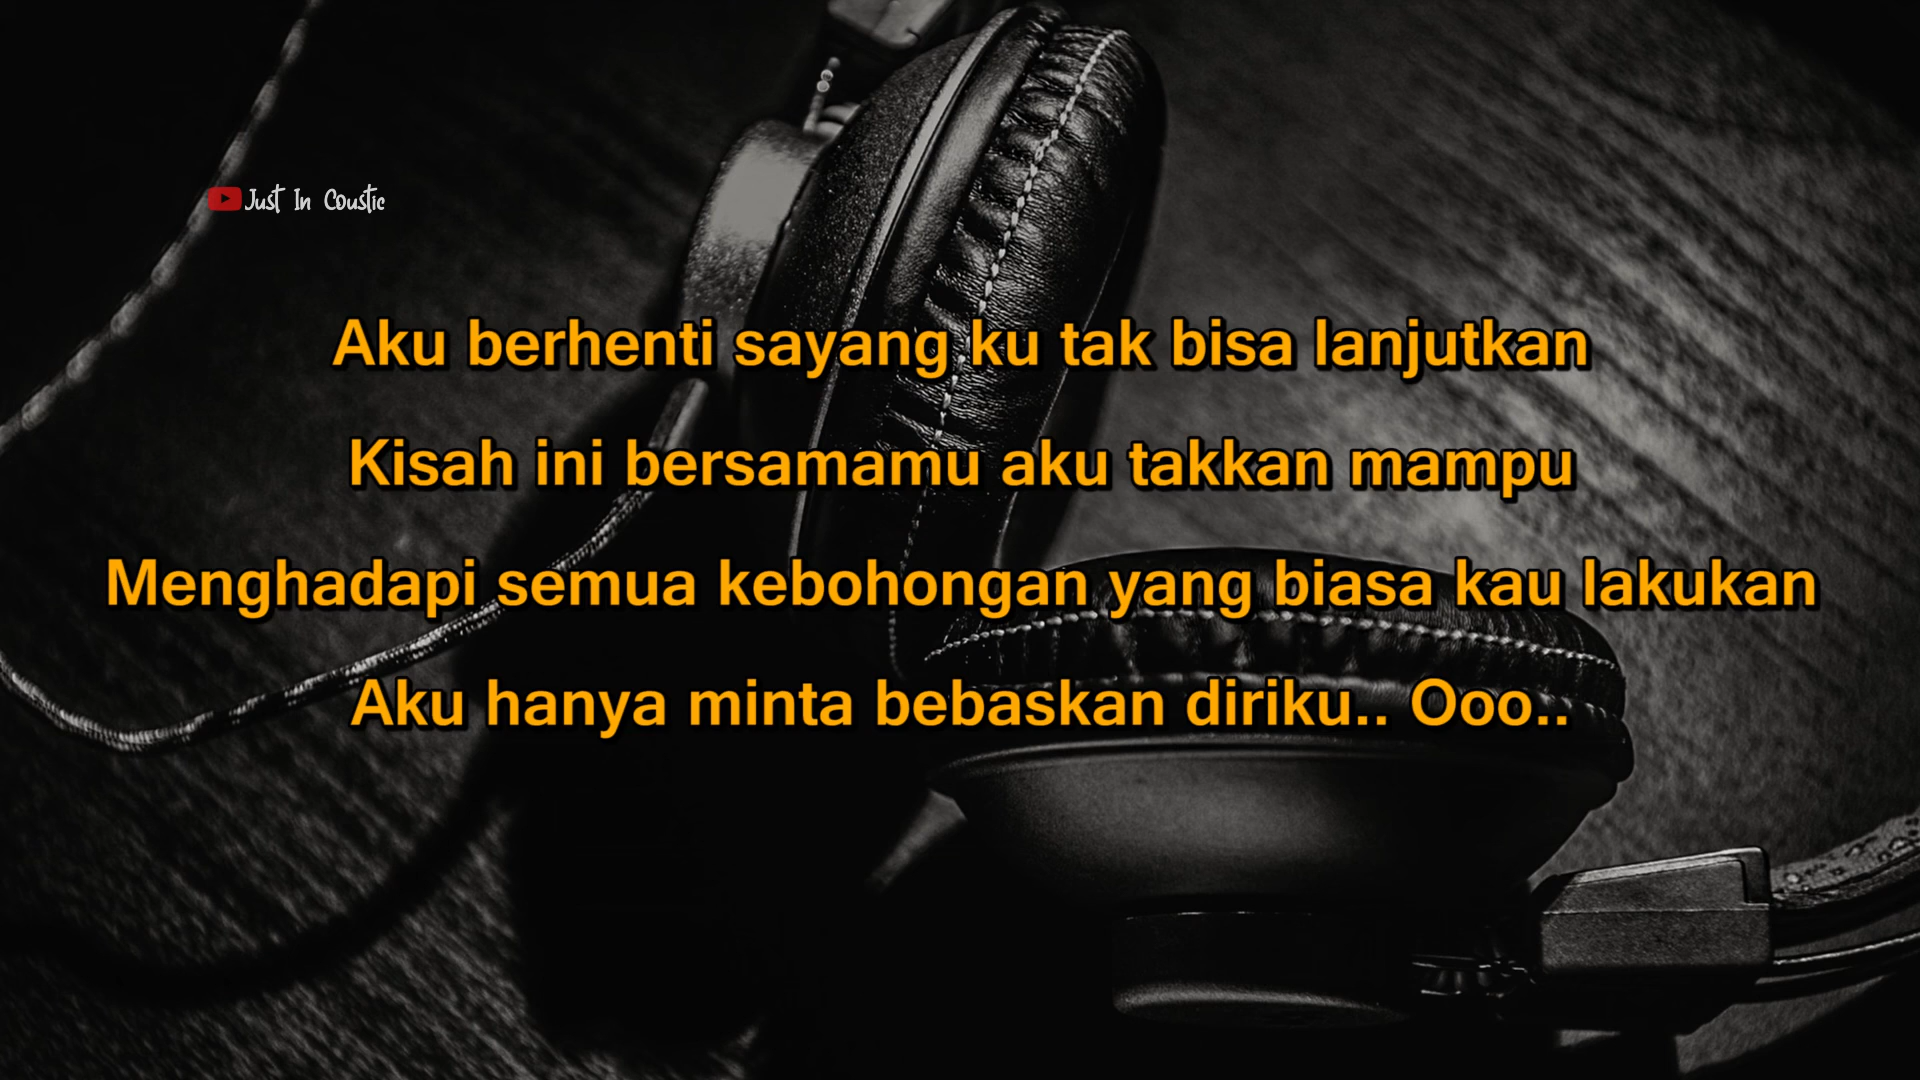 Just In Coustic
Aku berhenti sayang ku tak bisa lanjutkan
Kisah ini bersamamu aku takkan mampu
Menghadapi semua kebohongan yang biasa kau lakukan
Aku hanya minta bebaskan diriku.. Ooo..